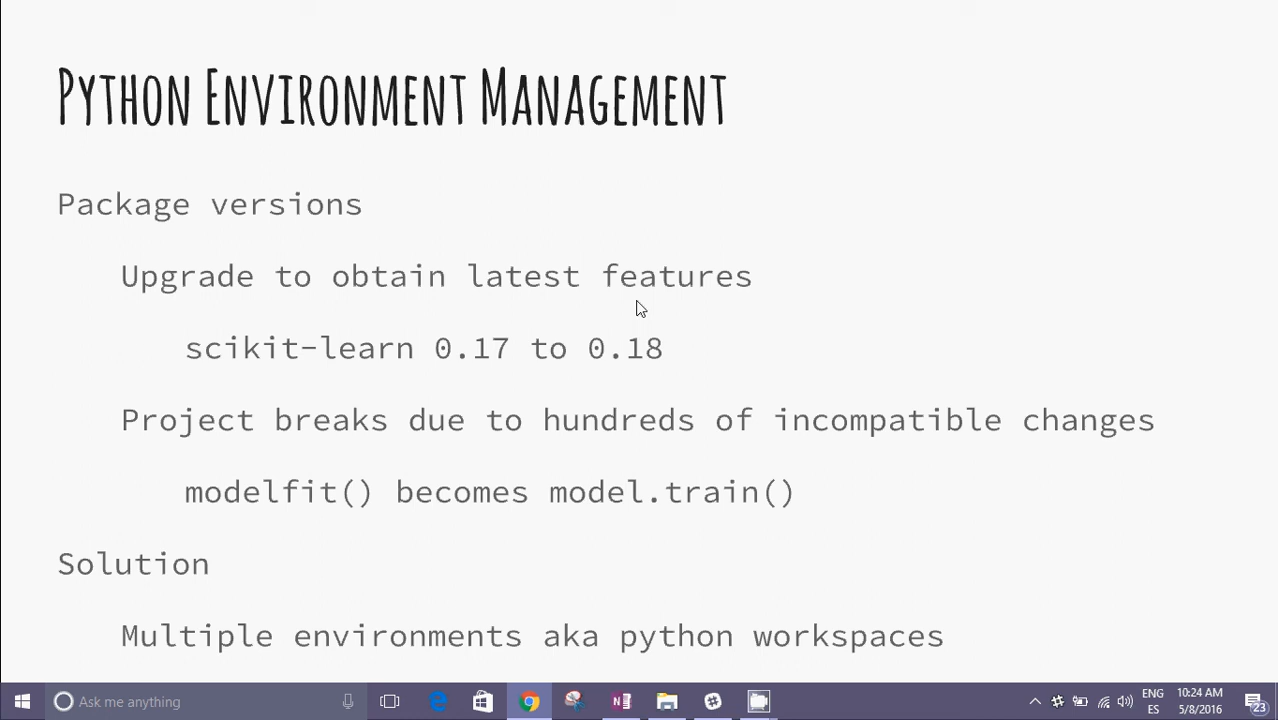 Python Environment Management
Package versions
Upgrade to obtain latest features
scikit-learn 0.17 to 0.18
Project breaks due to hundreds of incompatible changes
modelfit() becomes model.train()
Solution
Multiple environments aka python workspaces
Ask me anything
ENG
ES
10:24 AM
5/8/2016
23